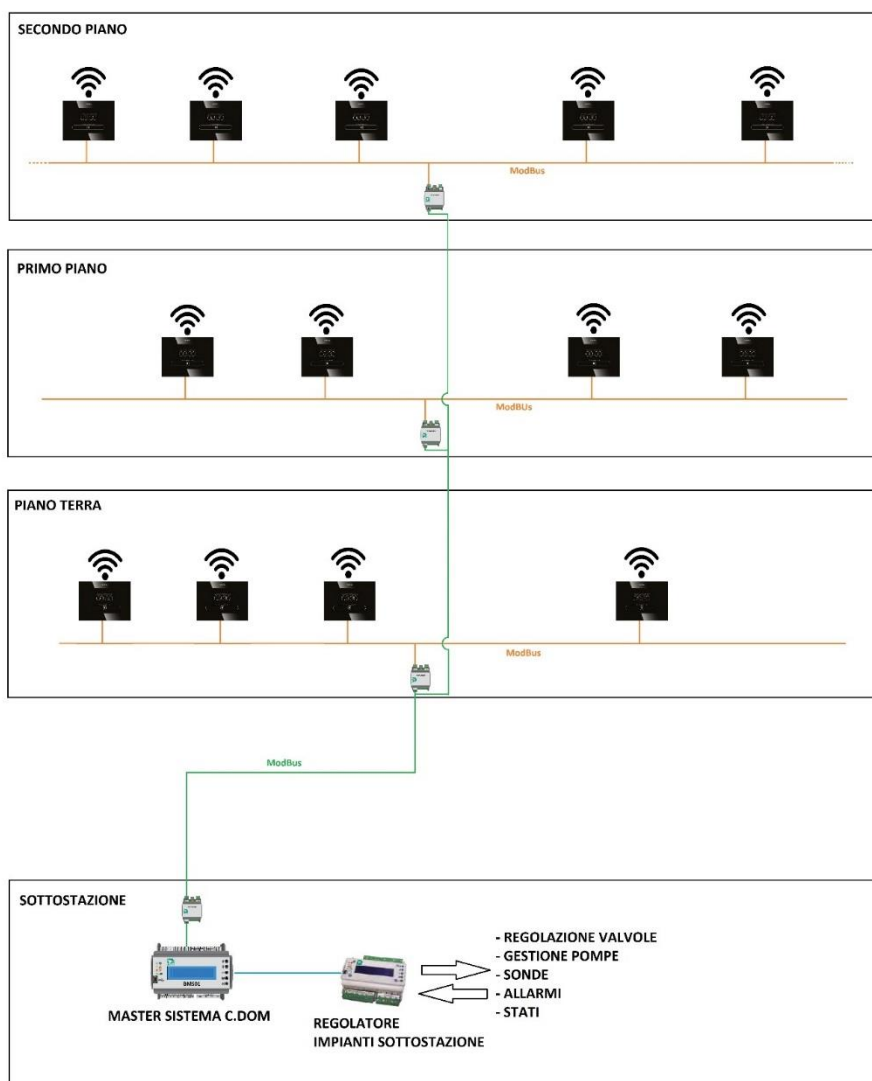 SECONDO PIANO
ModBus
PRIMO PIANO
ModBUs
PIANO TERRA
ModBus
ModBus
SOTTOSTAZIONE
BMS01
MASTER SISTEMA C.DOM
REGOLATORE
IMPIANTI SOTTOSTAZIONE
- REGOLAZIONE VALVOLE
- GESTIONE POMPE
- SONDE
- ALLARMI
- STATI